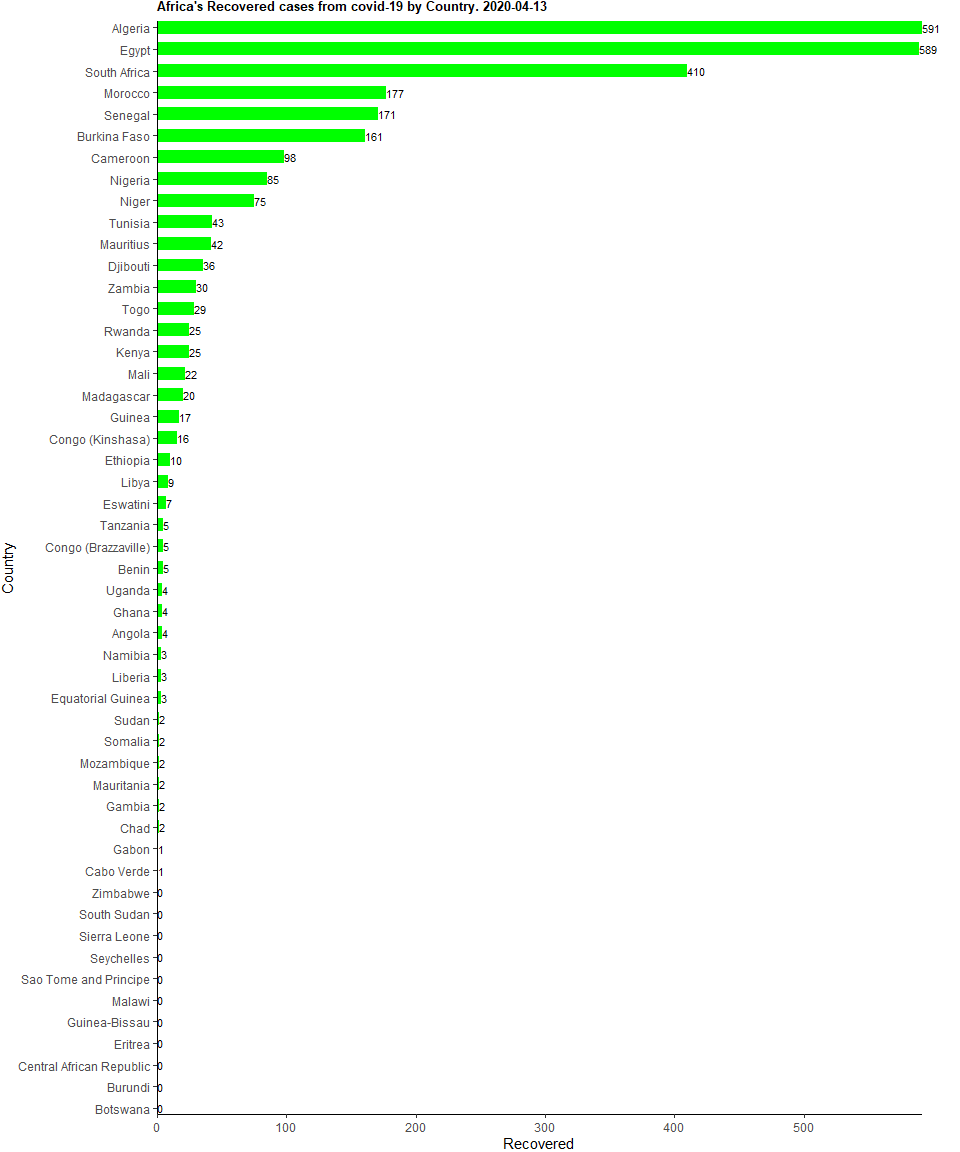 Africa's Recovered cases from covid-19 by Country. 2020-04-13
Algeria 591
Egypt 589
South Africa 410
Morocco 177
Senegal 171
Burkina Faso 161
Cameroon 98
Nigeria 85
Niger 75
Tunisia 43
Mauritius 42
Djibouti 36
Zambia 30
Togo 29
Rwanda 25
Kenya 25
Mali 22
Madagascar 20
Guinea 17
Congo (Kinshasa) 16
Ethiopia 10
Libya 9
Eswatini 7
Tanzania 5
Congo (Brazzaville) 5
Benin 5
Uganda 4
Ghana 4
Angola 4
Namibia 3
Liberia 3
Equatorial Guinea 3
Sudan 2
Somalia 2
Mozambique 2
Mauritania 2
Gambia 2
Chad 2
Gabon 1
Cabo Verde 1
Zimbabwe 0
South Sudan 0
Sierra Leone 0
Seychelles 0
Sao Tome and Principe 0
Malawi 0
Guinea-Bissau 0
Eritrea 0
Central African Republic 0
Burundi 0
Botswana 0
0 100 200 300 400 500
Recovered
Country